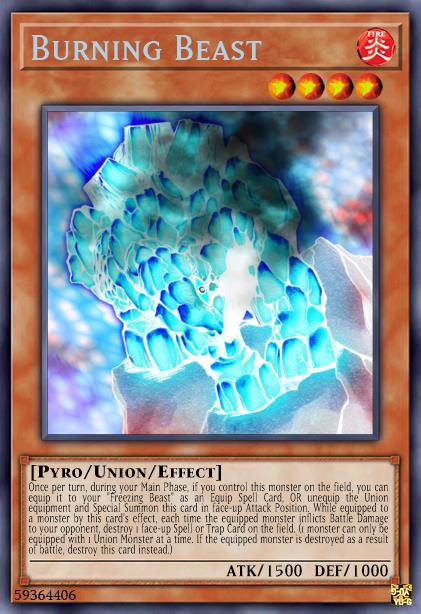 BURNING BEAST
FIRE
炎
[PYRO/UNION/EFFECT]
Once per turn, during your Main Phase, if you control this monster on the field, you can
equip it to your "Freezing Beast" as an Equip Spell Card, OR unequip the Union
equipment and Special Summon this card in face-up Attack Position. While equipped to
a monster by this card's effect, each time the equipped monster inflicts Battle Damage
to your opponent, destroy 1 face-up Spell or Trap Card on the field. (1 monster can only be
equipped with 1 Union Monster at a time. If the equipped monster is destroyed as a result
of battle, destroy this card instead.)
ATK/1500 DEF/1000
59364406